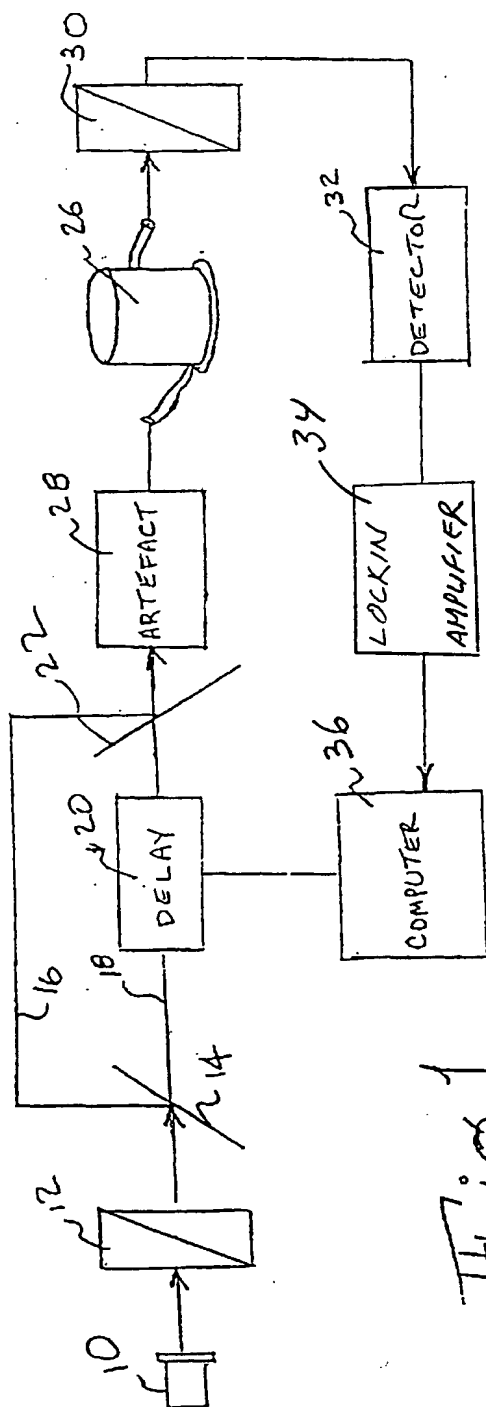 10
12
14
16
18
20
DELAY
22
28
ARTEFACT
26
30
32
DETECTOR
34
LOCKIN
AMPLIFIER
36
COMPUTER
Fig 1